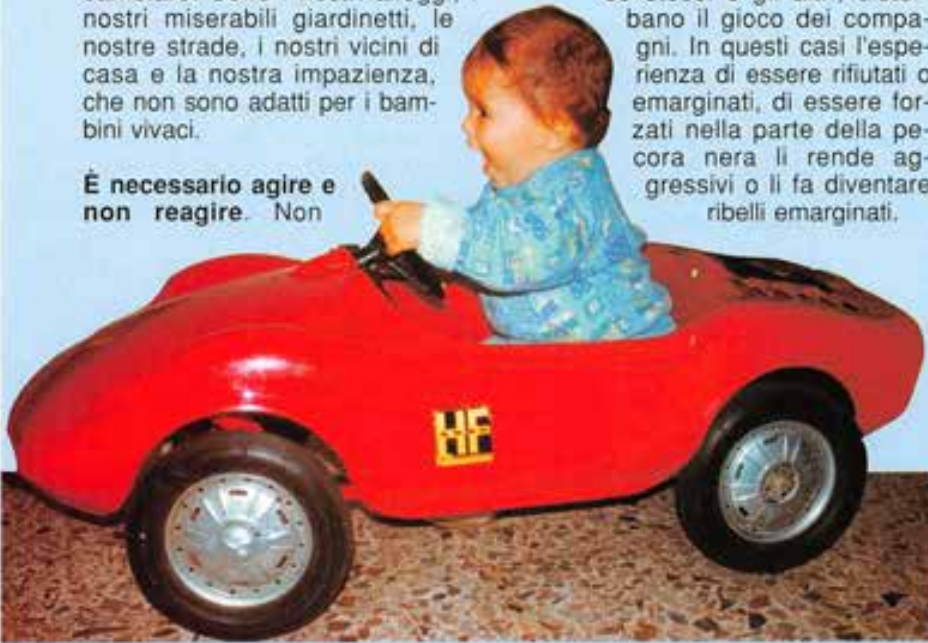 nostri miserabili giardinetti, le
nostre strade, i nostri vicini di
casa e la nostra impazienza,
che non sono adatti per i bam-
bini vivaci.
È necessario agire e
non reagire. Non
bano il gioco dei compa-
gni. In questi casi l'espe-
rienza di essere rifiutati o
emarginati, di essere for-
zati nella parte della pe-
cora nera li rende ag-
gressivi o li fa diventare
ribelli emarginati.
HF